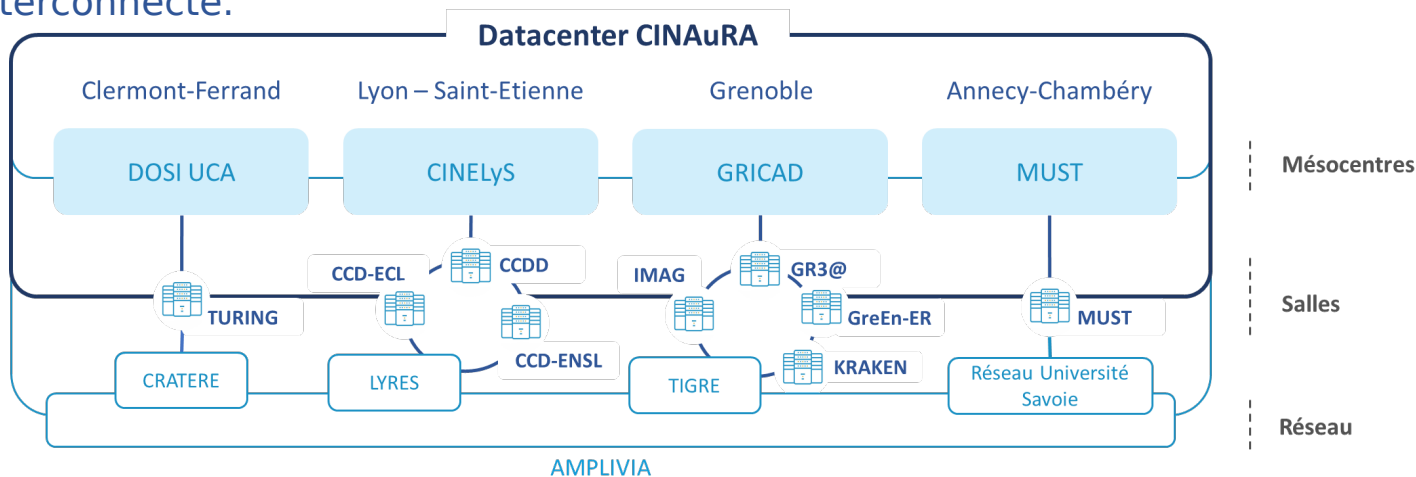 terconnecté.
Datacenter CINAuRA
Clermont-Ferrand
Lyon – Saint-Etienne
Grenoble
Annecy-Chambéry
DOSI UCA
CINELyS
GRICAD
MUST
Mésocentres
CCD-ECL
CCDD
IMAG
GR3@
TURING
CCD-ENSL
GreEn-ER
KRAKEN
MUST
Salles
CRATERE
LYRES
TIGRE
Réseau Université
Savoie
Réseau
AMPLIVIA